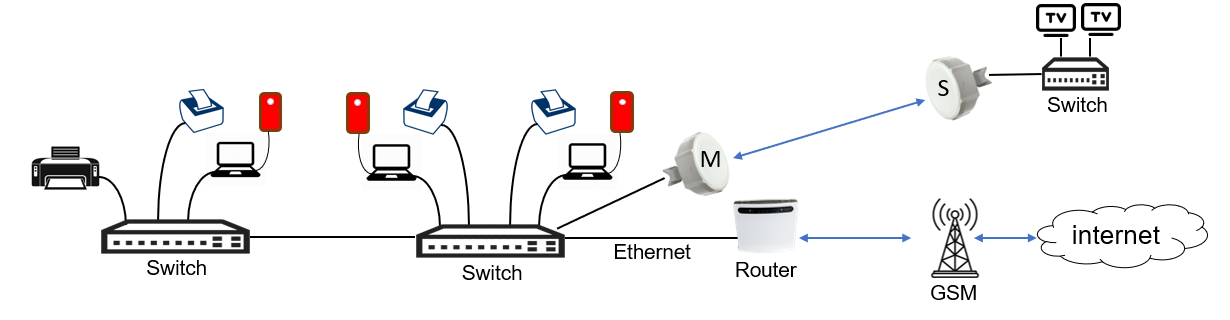 TV TV
S
Switch
M
internet
Ethernet
Switch
Switch
Router
GSM